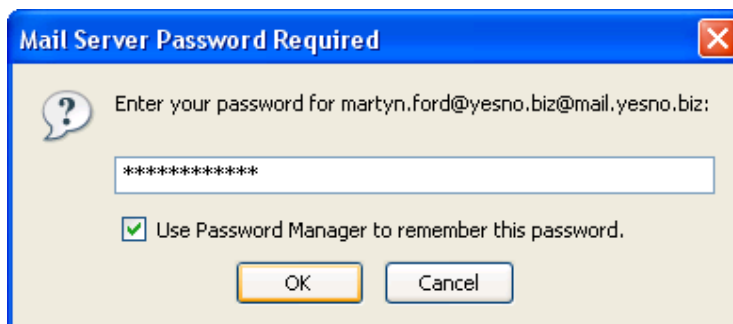 Mail Server Password Required
Enter your password for martyn.ford@yesno.biz@mail.yesno.biz:
************
Use Password Manager to remember this password.
OK Cancel